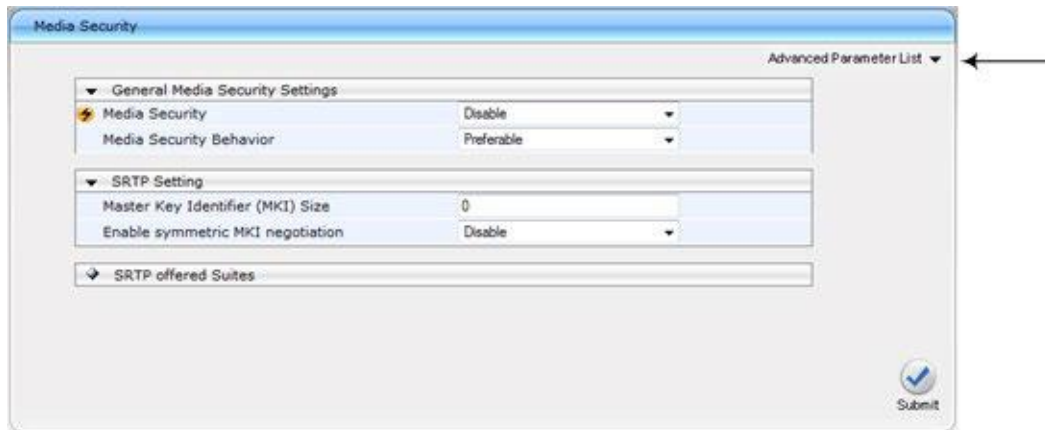 Media Security
Advanced Parameter List
General Media Security Settings
Media Security Disable
Media Security Behavior Preferable
SRTP Setting
Master Key Identifier (MKI) Size 0
Enable symmetric MKI negotiation Disable
SRTP offered Suites
Submit